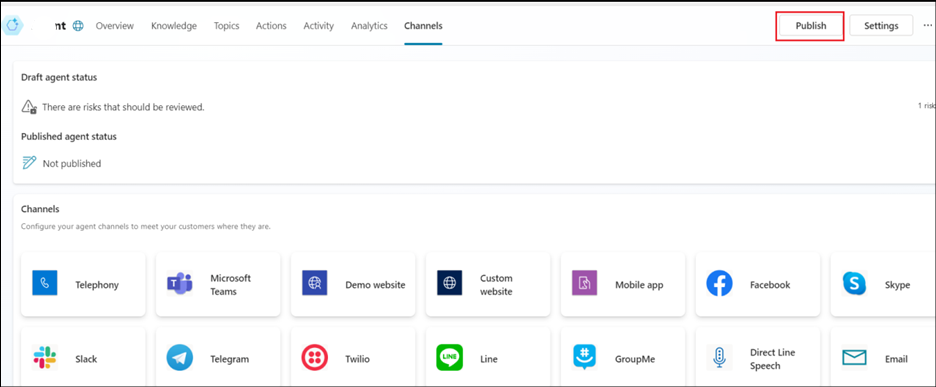 nt Overview Knowledge Topics Actions Activity Analytics Channels Publish Settings ...
Draft agent status
There are risks that should be reviewed. 1 risk
Published agent status
Not published
Channels
Configure your agent channels to meet your customers where they are.
Telephony
Microsoft
Teams
Demo website
Custom
website
Mobile app
Facebook
Skype
Slack
Telegram
Twilio
LINE
Line
GroupMe
Direct Line
Speech
Email